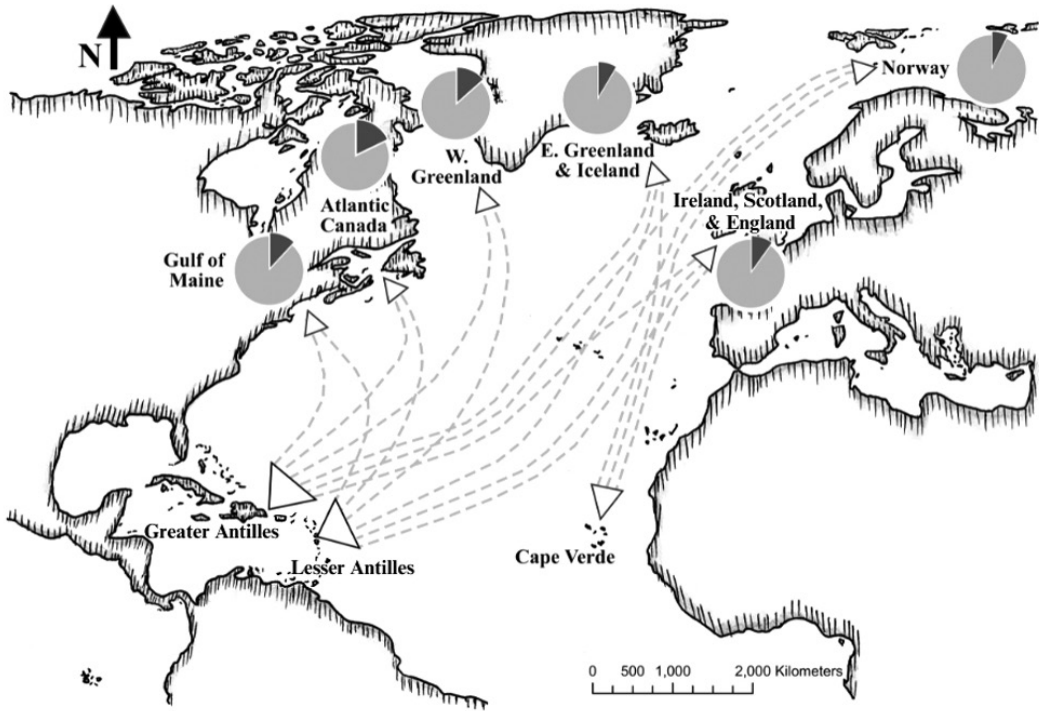 N
Norway
W.
Greenland
E. Greenland
& Iceland
Ireland, Scotland,
& England
Atlantic
Canada
Gulf of
Maine
Greater Antilles
Lesser Antilles
Cape Verde
0 500 1,000 2,000 Kilometers